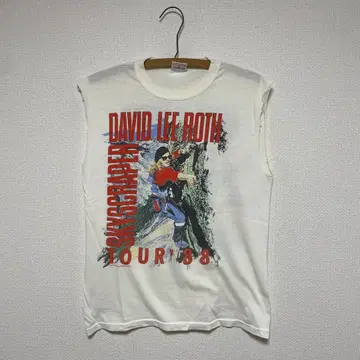 DAVID LEE ROTH
SKYSCRAPER
TOUR '88